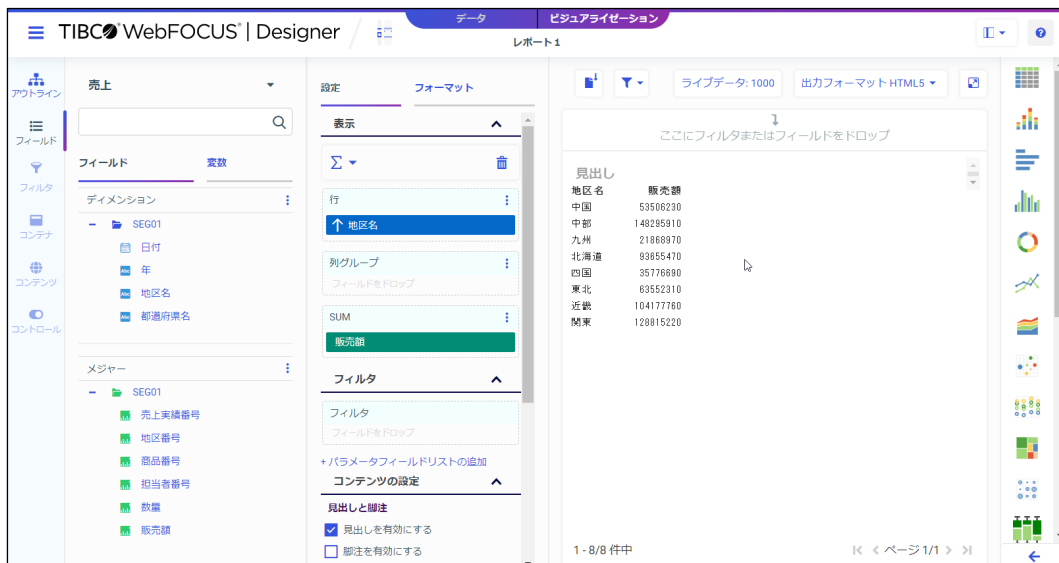 データ
ビジュアライゼーション
TIBCO WebFOCUS® | Designer
レポート1
アウトライン
フィールド
フィルタ
コンテナ
コンテンツ
コントロール
売上
フィールド
変数
ディメンション
SEG01
日付
Abc 年
Abc 地区名
Abc 都道府県名
メジャー
SEG01
売上実績番号
地区番号
商品番号
担当者番号
数量
販売額
設定
フォーマット
表示
Σ
行
地区名
列グループ
フィールドをドロップ
SUM
販売額
フィルタ
フィルタ
フィールドをドロップ
+ パラメータフィールドリストの追加
コンテンツの設定
見出しと脚注
見出しを有効にする
脚注を有効にする
ライブデータ: 1000
出力フォーマット HTML5
ここにフィルタまたはフィールドをドロップ
見出し
地区名 販売額
中国 53506230
中部 148295910
九州 21868970
北海道 93655470
四国 35776690
東北 63552310
近畿 104177760
関東 128815220
1 - 8/8 件中
ページ 1/1